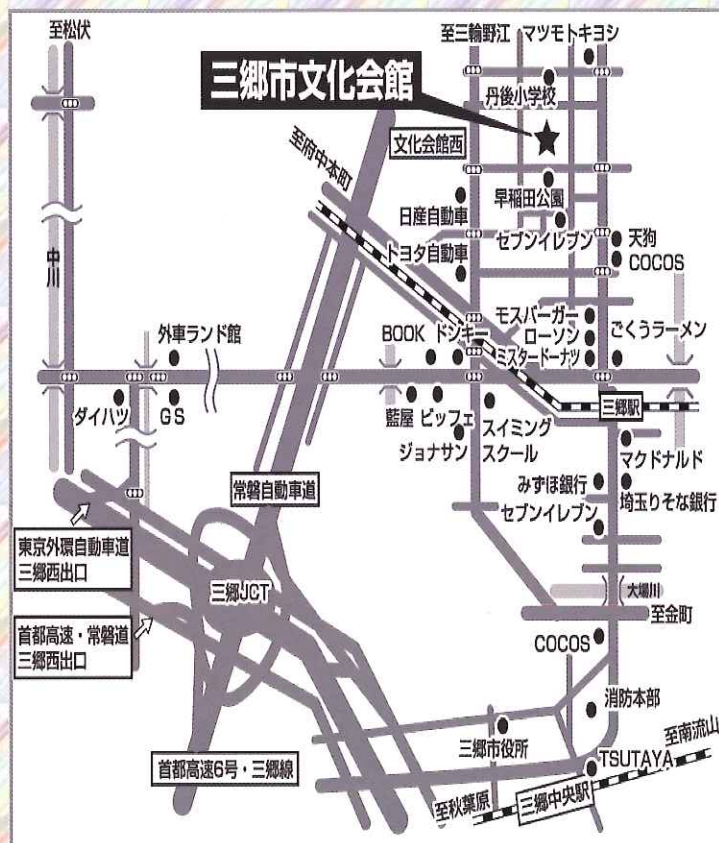 至松伏
至三輪野江
マツモトキヨシ
丹後小学校
三郷市文化会館
文化会館西
至府中本町
早稲田公園
日産自動車
セブンイレブン
天狗
トヨタ自動車
COCOS
中川
モスバーガー
外車ランド館
BOOK
ドンキー
ローソン
ごくうラーメン
ミスタードーナツ
ダイハツ
GS
藍屋
ビッフェ
スイミング
スクール
三郷駅
ジョナサン
マクドナルド
常磐自動車道
みずほ銀行
埼玉りそな銀行
セブンイレブン
東京外環自動車道
三郷西出口
三郷JCT
大場川
至金町
首都高速・常磐道
三郷西出口
COCOS
消防本部
三郷市役所
至南流山
首都高速6号・三郷線
TSUTAYA
至秋葉原
三郷中央駅